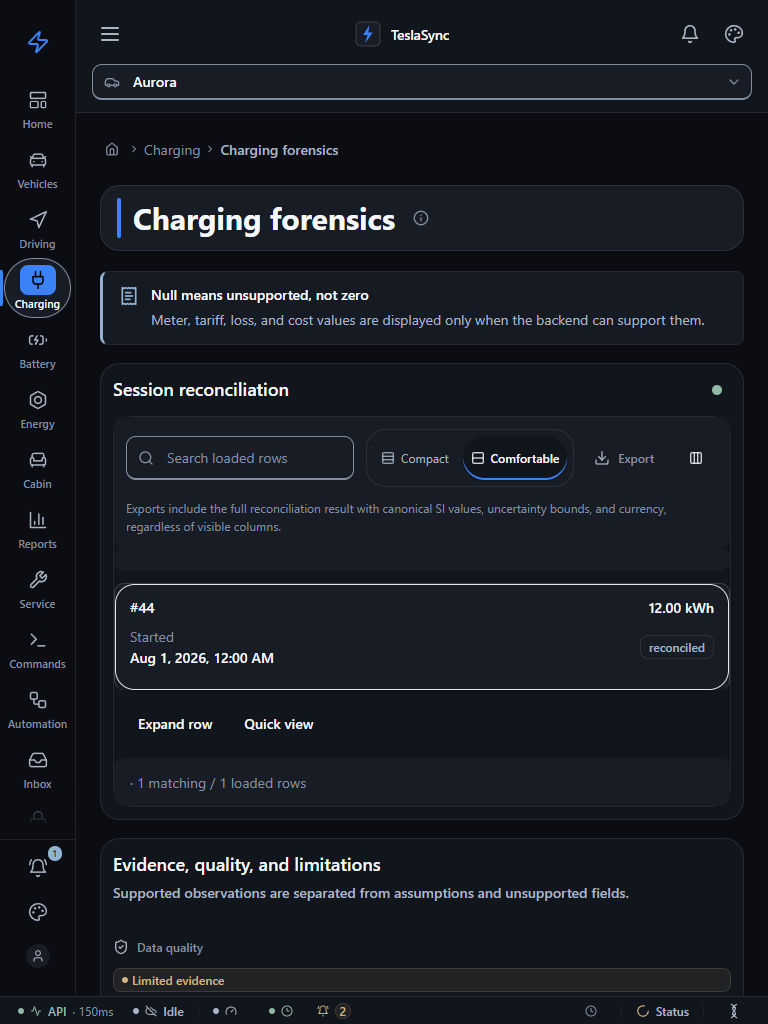 TeslaSync
Aurora
Home
Vehicles
Driving
Charging
Battery
Energy
Cabin
Reports
Service
Commands
Automation
Inbox
1
Charging
Charging forensics
Charging forensics
Null means unsupported, not zero
Meter, tariff, loss, and cost values are displayed only when the backend can support them.
Session reconciliation
Search loaded rows
Compact
Comfortable
Export
Exports include the full reconciliation result with canonical SI values, uncertainty bounds, and currency,
regardless of visible columns.
#44
12.00 kWh
Started
Aug 1, 2026, 12:00 AM
reconciled
Expand row
Quick view
· 1 matching / 1 loaded rows
Evidence, quality, and limitations
Supported observations are separated from assumptions and unsupported fields.
Data quality
Limited evidence
API · 150ms
Idle
2
Status